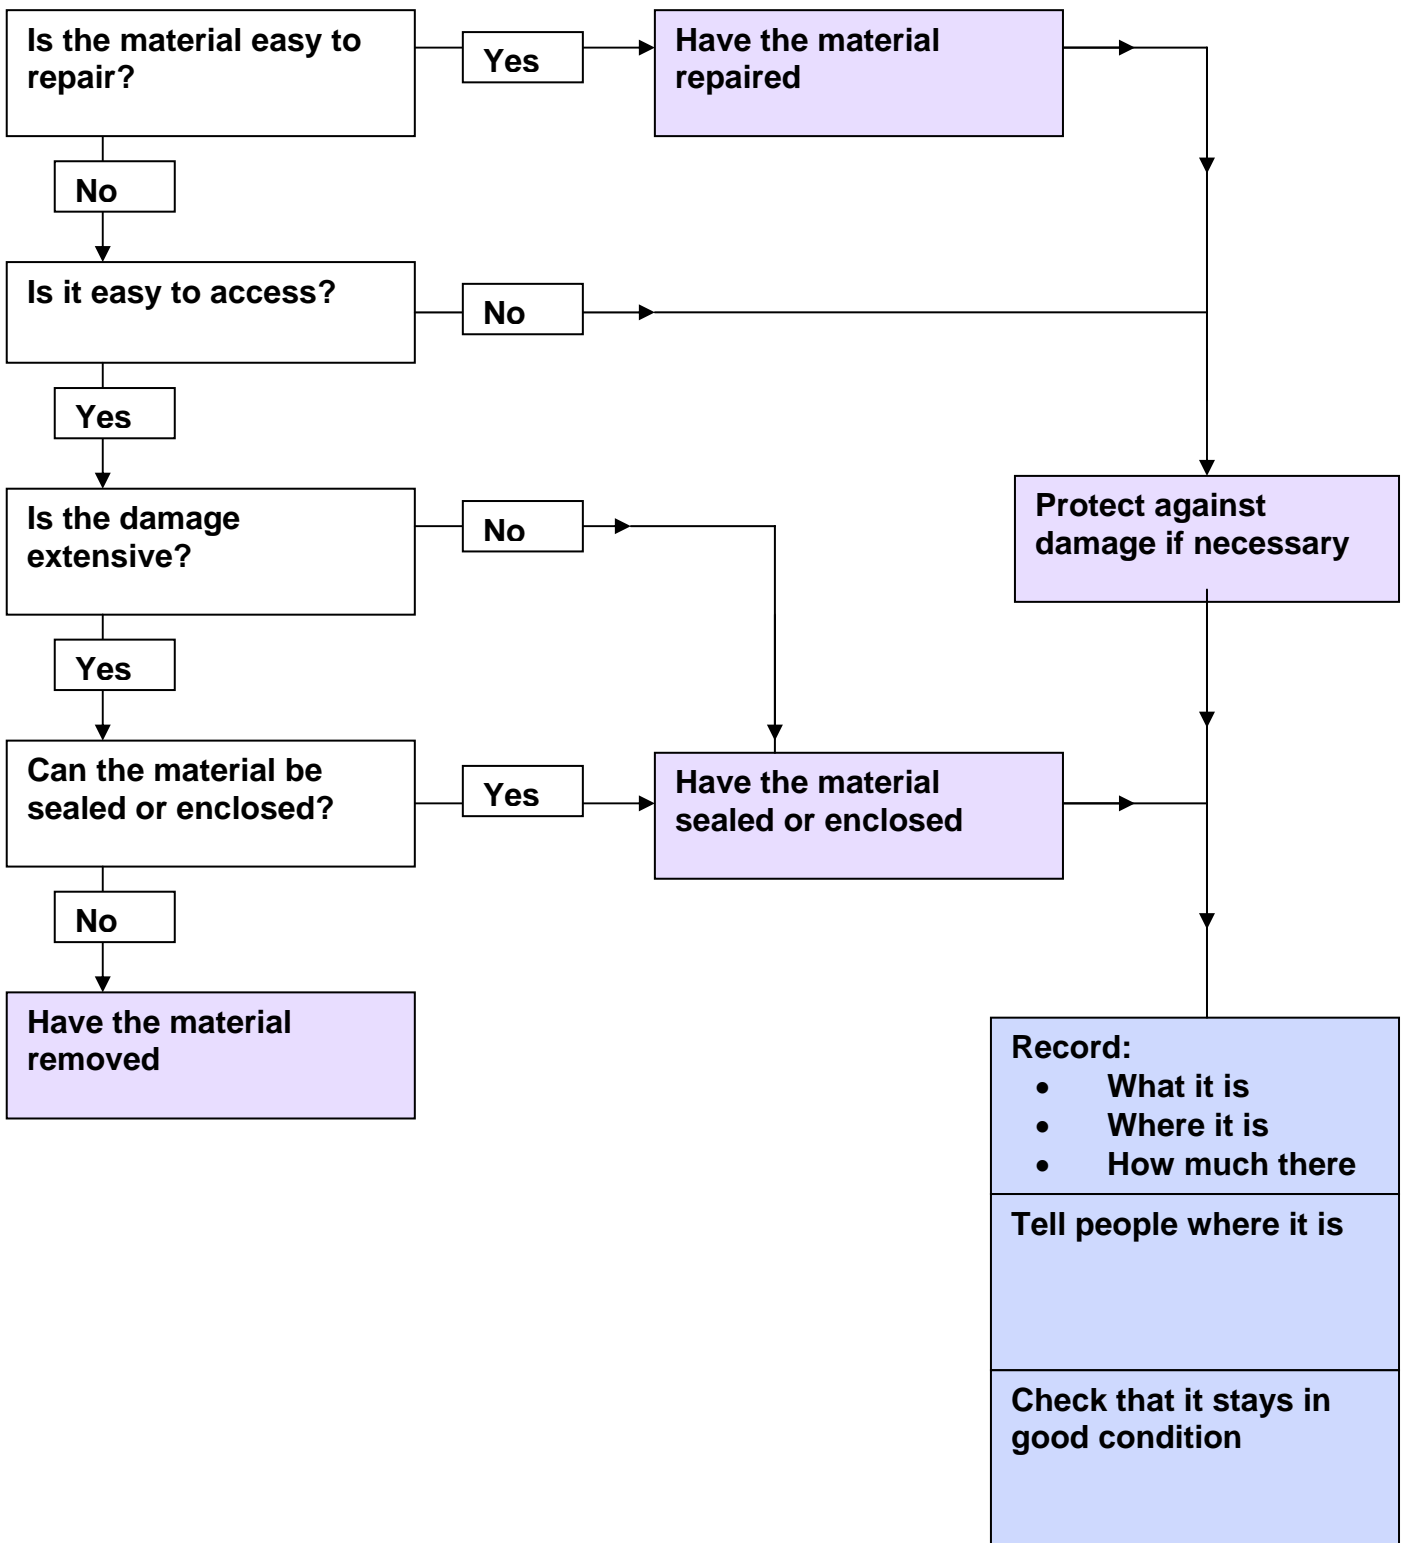 Is the material easy to
repair?
Yes
Have the material
repaired
No
Is it easy to access?
No
Yes
Is the damage
extensive?
No
Protect against
damage if necessary
Yes
Can the material be
sealed or enclosed?
Yes
Have the material
sealed or enclosed
No
Have the material
removed
Record:
• What it is
• Where it is
• How much there
Tell people where it is
Check that it stays in
good condition